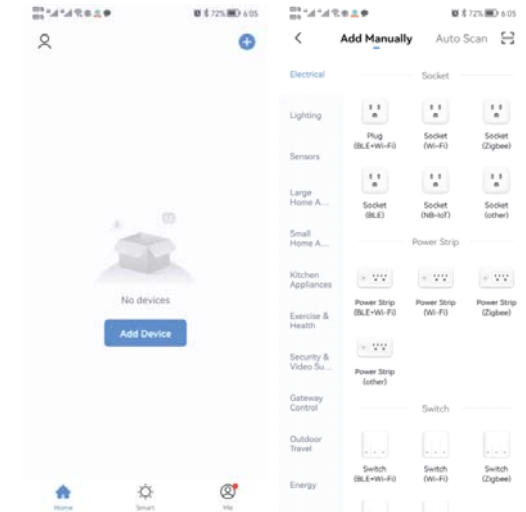 72% 6:05
No devices
Add Device
Home
Smart
Me
72% 6:05
Add Manually Auto Scan
Electrical
Lighting
Sensors
Large
Home A...
Small
Home A...
Kitchen
Appliances
Exercise &
Health
Security &
Video Su...
Gateway
Control
Outdoor
Travel
Energy
Socket
Plug
(BLE+Wi-Fi)
Socket
(Wi-Fi)
Socket
(Zigbee)
Socket
(BLE)
Socket
(NB-IoT)
Socket
(other)
Power Strip
Power Strip
(BLE+Wi-Fi)
Power Strip
(Wi-Fi)
Power Strip
(Zigbee)
Power Strip
(other)
Switch
Switch
(BLE+Wi-Fi)
Switch
(Wi-Fi)
Switch
(Zigbee)